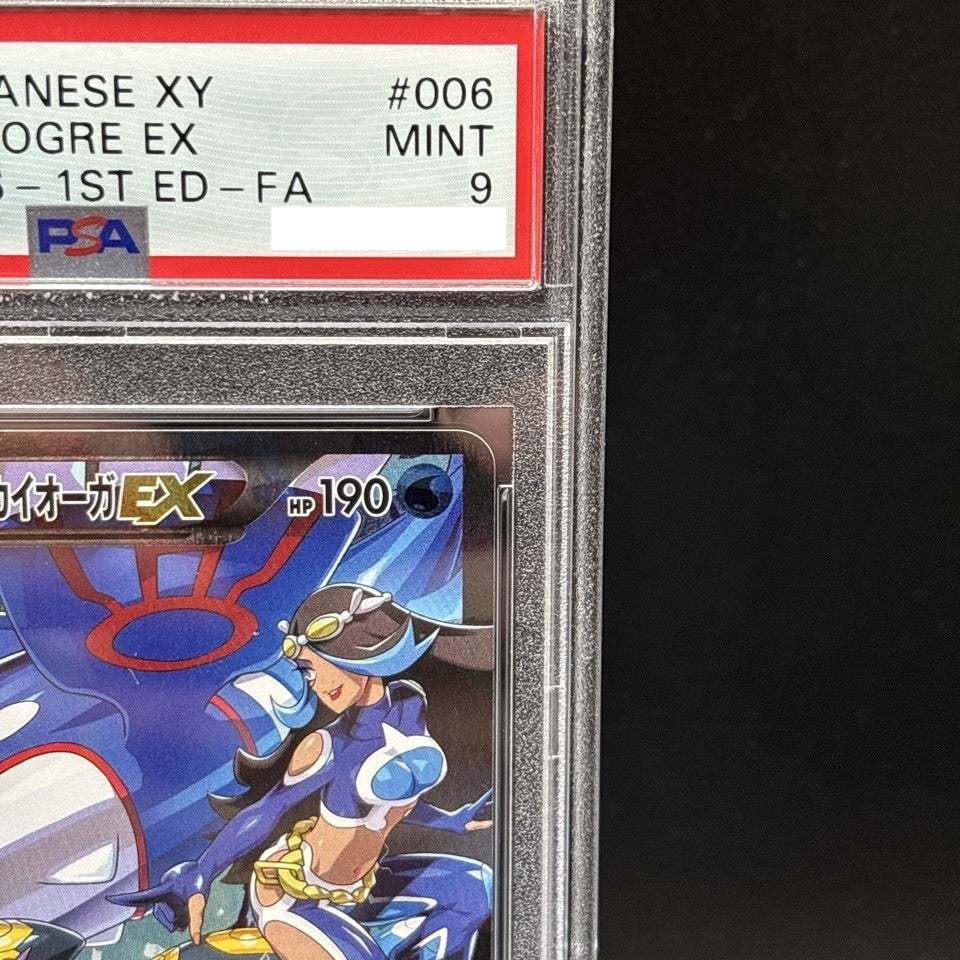 ANESE XY #006
OGRE EX MINT
S - 1ST ED - FA 9
PSA
カイオーガEX HP190